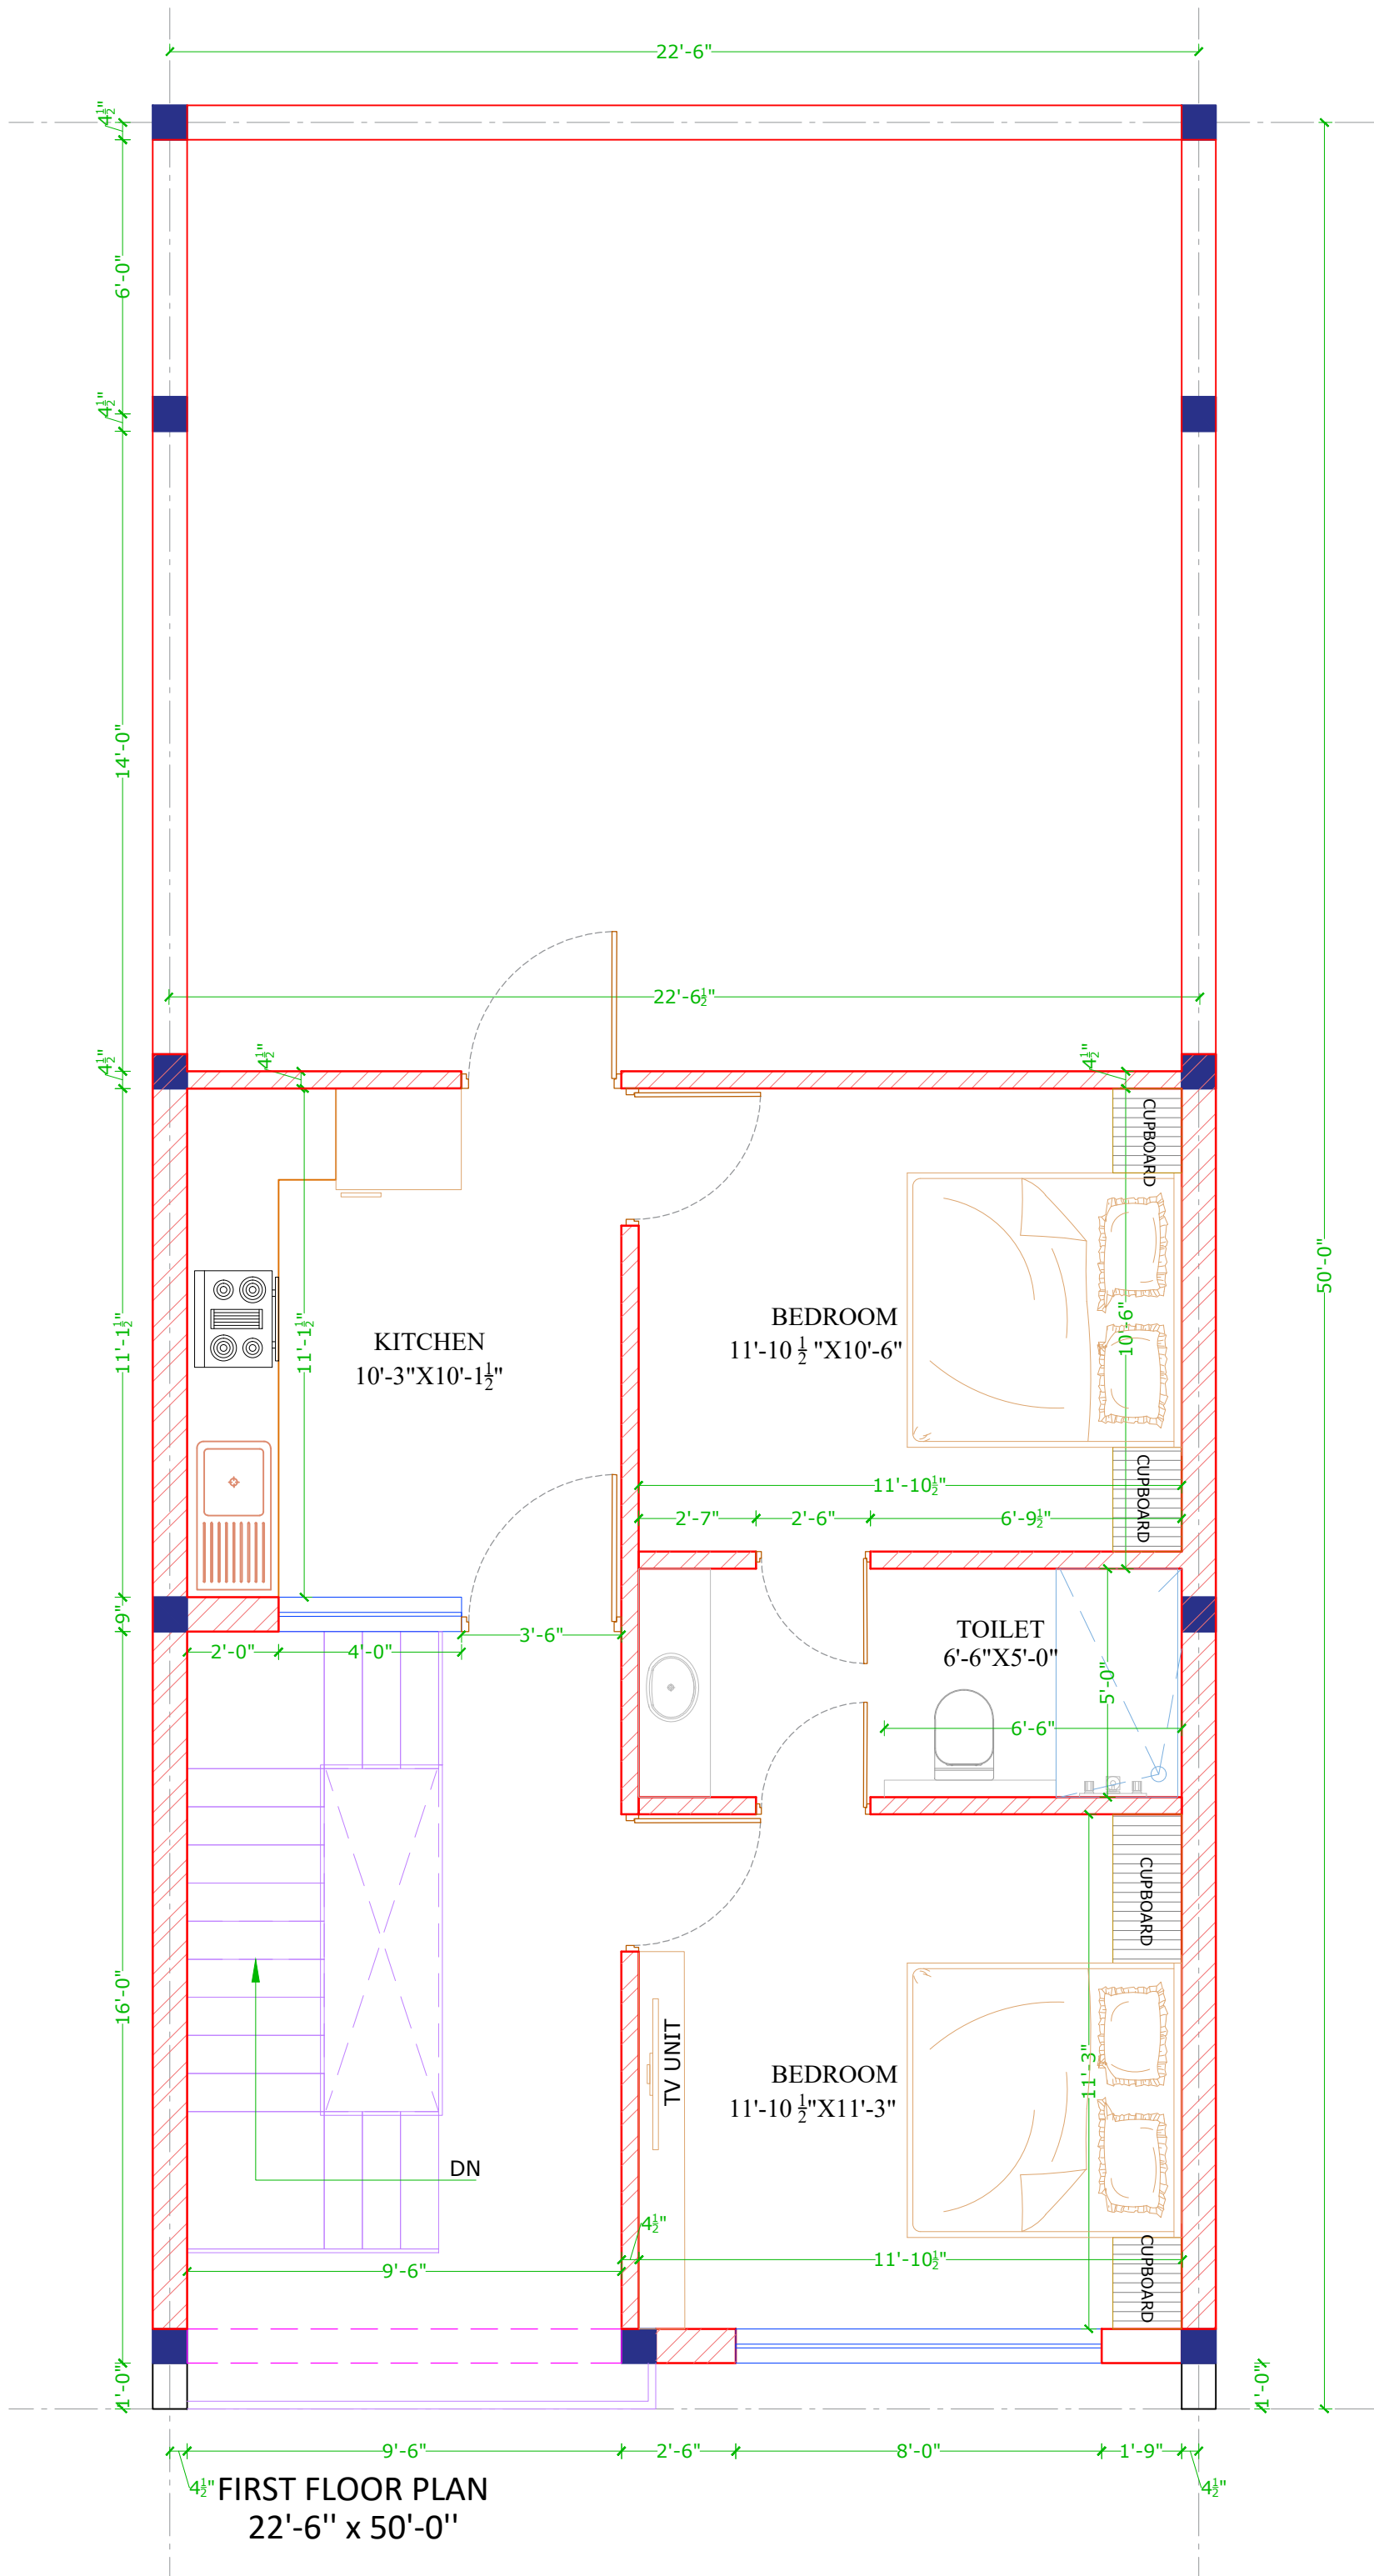 22'-6"
4½"
6'-0"
4½"
14'-0"
22'-6½"
4½"
4½"
4½"
CUPBOARD
50'-0"
11'-1½"
11'-1½"
KITCHEN
10'-3"X10'-1½"
BEDROOM
11'-10 ½ "X10'-6"
10'-6"
11'-10½"
CUPBOARD
2'-7"
2'-6"
6'-9½"
9"
2'-0"
4'-0"
3'-6"
TOILET
6'-6"X5'-0"
5'-0"
6'-6"
CUPBOARD
16'-0"
TV UNIT
BEDROOM
11'-10 ½"X11'-3"
11'-3"
DN
4½"
9'-6"
11'-10½"
CUPBOARD
1'-0"
1'-0"
9'-6"
2'-6"
8'-0"
1'-9"
4½"
4½"
FIRST FLOOR PLAN
22'-6'' x 50'-0''